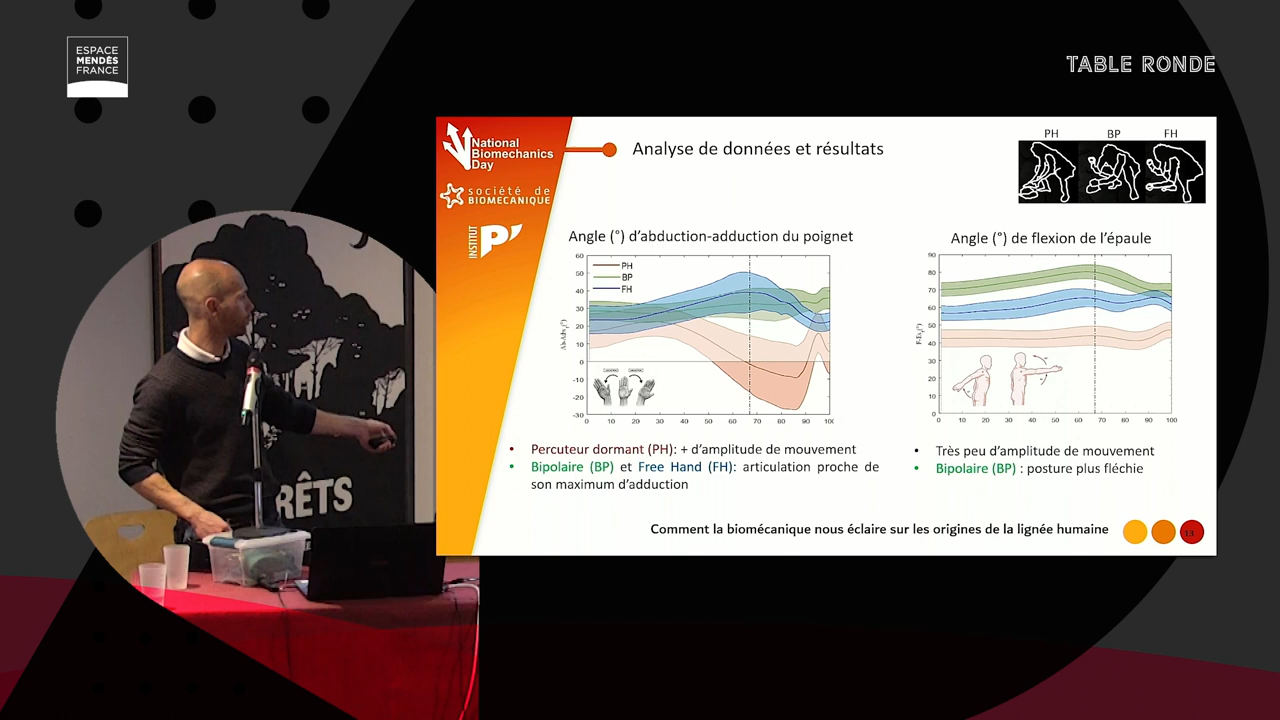 ESPACE
MENDÈS
FRANCE
TABLE RONDE
National
Biomechanics
Day
société de
BIOMECANIQUE
INSTITUT
P'
Analyse de données et résultats
PH BP FH
Angle (°) d'abduction-adduction du poignet
60
50
40
30
20
10
0
-10
-20
-30
PH
BP
FH
0 10 20 30 40 50 60 70 80 90 100
Angle (°) de flexion de l'épaule
90
80
70
60
50
40
30
20
10
0
0 10 20 30 40 50 60 70 80 90 100
• Percuteur dormant (PH): + d'amplitude de mouvement
• Bipolaire (BP) et Free Hand (FH): articulation proche de
son maximum d'adduction
• Très peu d'amplitude de mouvement
• Bipolaire (BP) : posture plus fléchie
Comment la biomécanique nous éclaire sur les origines de la lignée humaine
13
RÊTS